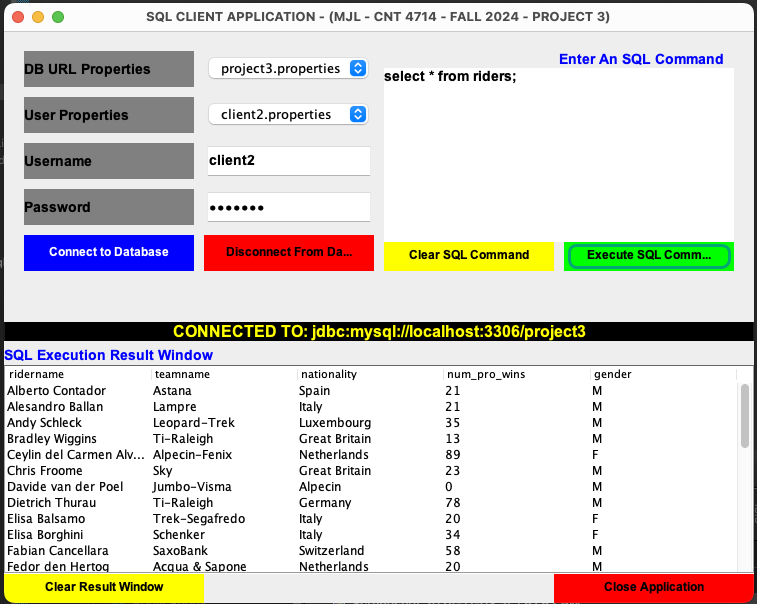 SQL CLIENT APPLICATION - (MJL - CNT 4714 - FALL 2024 - PROJECT 3)
DB URL Properties project3.properties Enter An SQL Command
select * from riders;
User Properties client2.properties
Username client2
Password •••••••
Connect to Database Disconnect From Da... Clear SQL Command Execute SQL Comm...
CONNECTED TO: jdbc:mysql://localhost:3306/project3
SQL Execution Result Window
ridername teamname nationality num_pro_wins gender
Alberto Contador Astana Spain 21 M
Alesandro Ballan Lampre Italy 21 M
Andy Schleck Leopard-Trek Luxembourg 35 M
Bradley Wiggins Ti-Raleigh Great Britain 13 M
Ceylin del Carmen Alv... Alpecin-Fenix Netherlands 89 F
Chris Froome Sky Great Britain 23 M
Davide van der Poel Jumbo-Visma Alpecin 0 M
Dietrich Thurau Ti-Raleigh Germany 78 M
Elisa Balsamo Trek-Segafredo Italy 20 F
Elisa Borghini Schenker Italy 34 F
Fabian Cancellara SaxoBank Switzerland 58 M
Fedor den Hertog Acqua & Sapone Netherlands 20 M
Clear Result Window Close Application